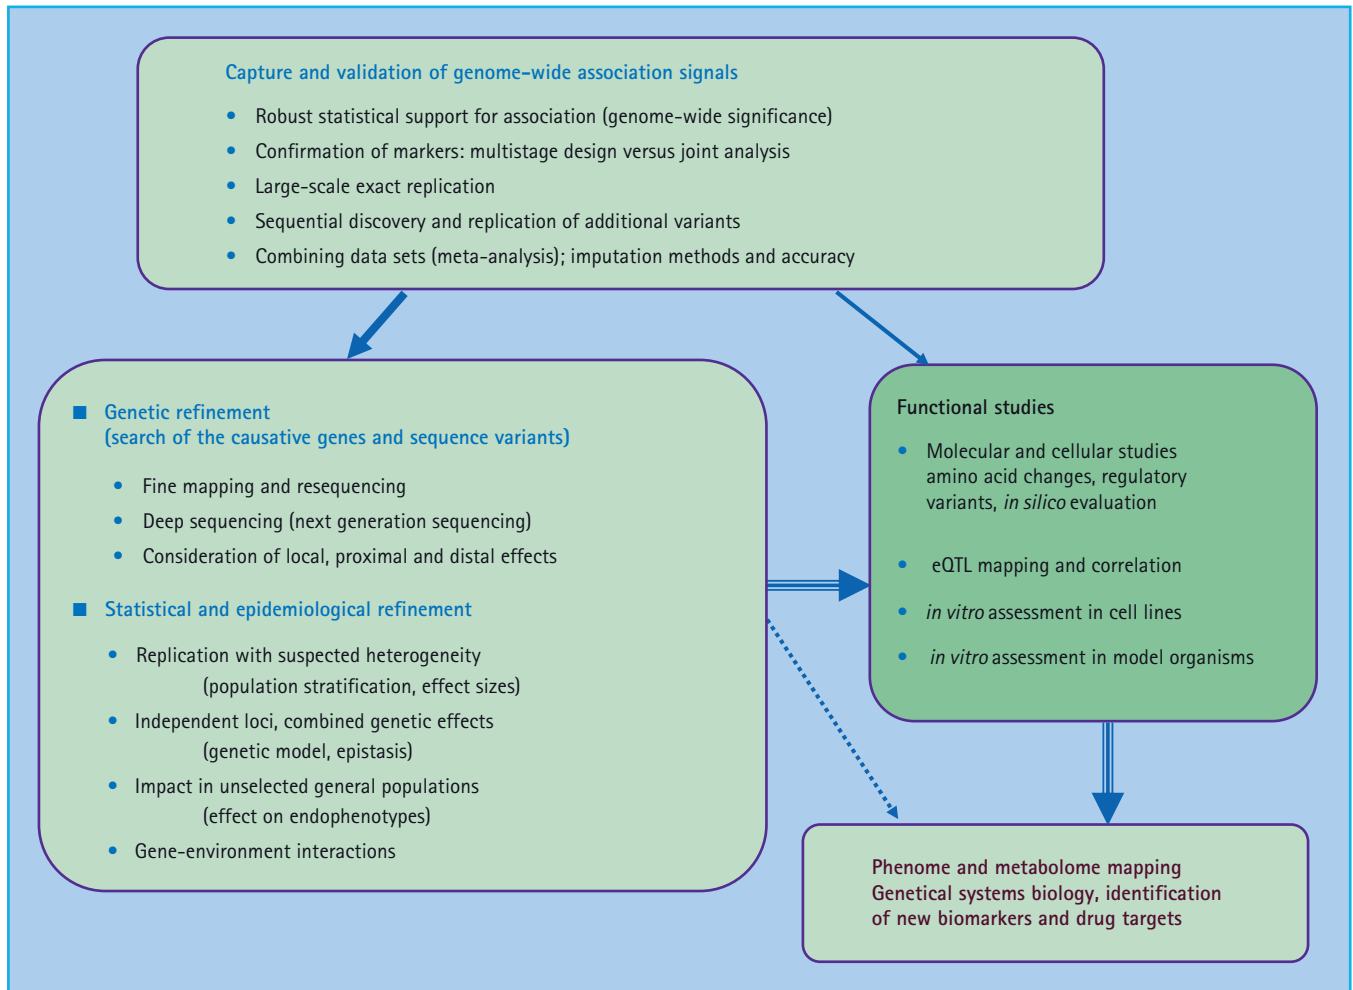 Capture and validation of genome-wide association signals
• Robust statistical support for association (genome-wide significance)
• Confirmation of markers: multistage design versus joint analysis
• Large-scale exact replication
• Sequential discovery and replication of additional variants
• Combining data sets (meta-analysis); imputation methods and accuracy
■ Genetic refinement
(search of the causative genes and sequence variants)
• Fine mapping and resequencing
• Deep sequencing (next generation sequencing)
• Consideration of local, proximal and distal effects
■ Statistical and epidemiological refinement
• Replication with suspected heterogeneity
(population stratification, effect sizes)
• Independent loci, combined genetic effects
(genetic model, epistasis)
• Impact in unselected general populations
(effect on endophenotypes)
• Gene-environment interactions
Functional studies
• Molecular and cellular studies
amino acid changes, regulatory
variants, in silico evaluation
• eQTL mapping and correlation
• in vitro assessment in cell lines
• in vitro assessment in model organisms
Phenome and metabolome mapping
Genetical systems biology, identification
of new biomarkers and drug targets